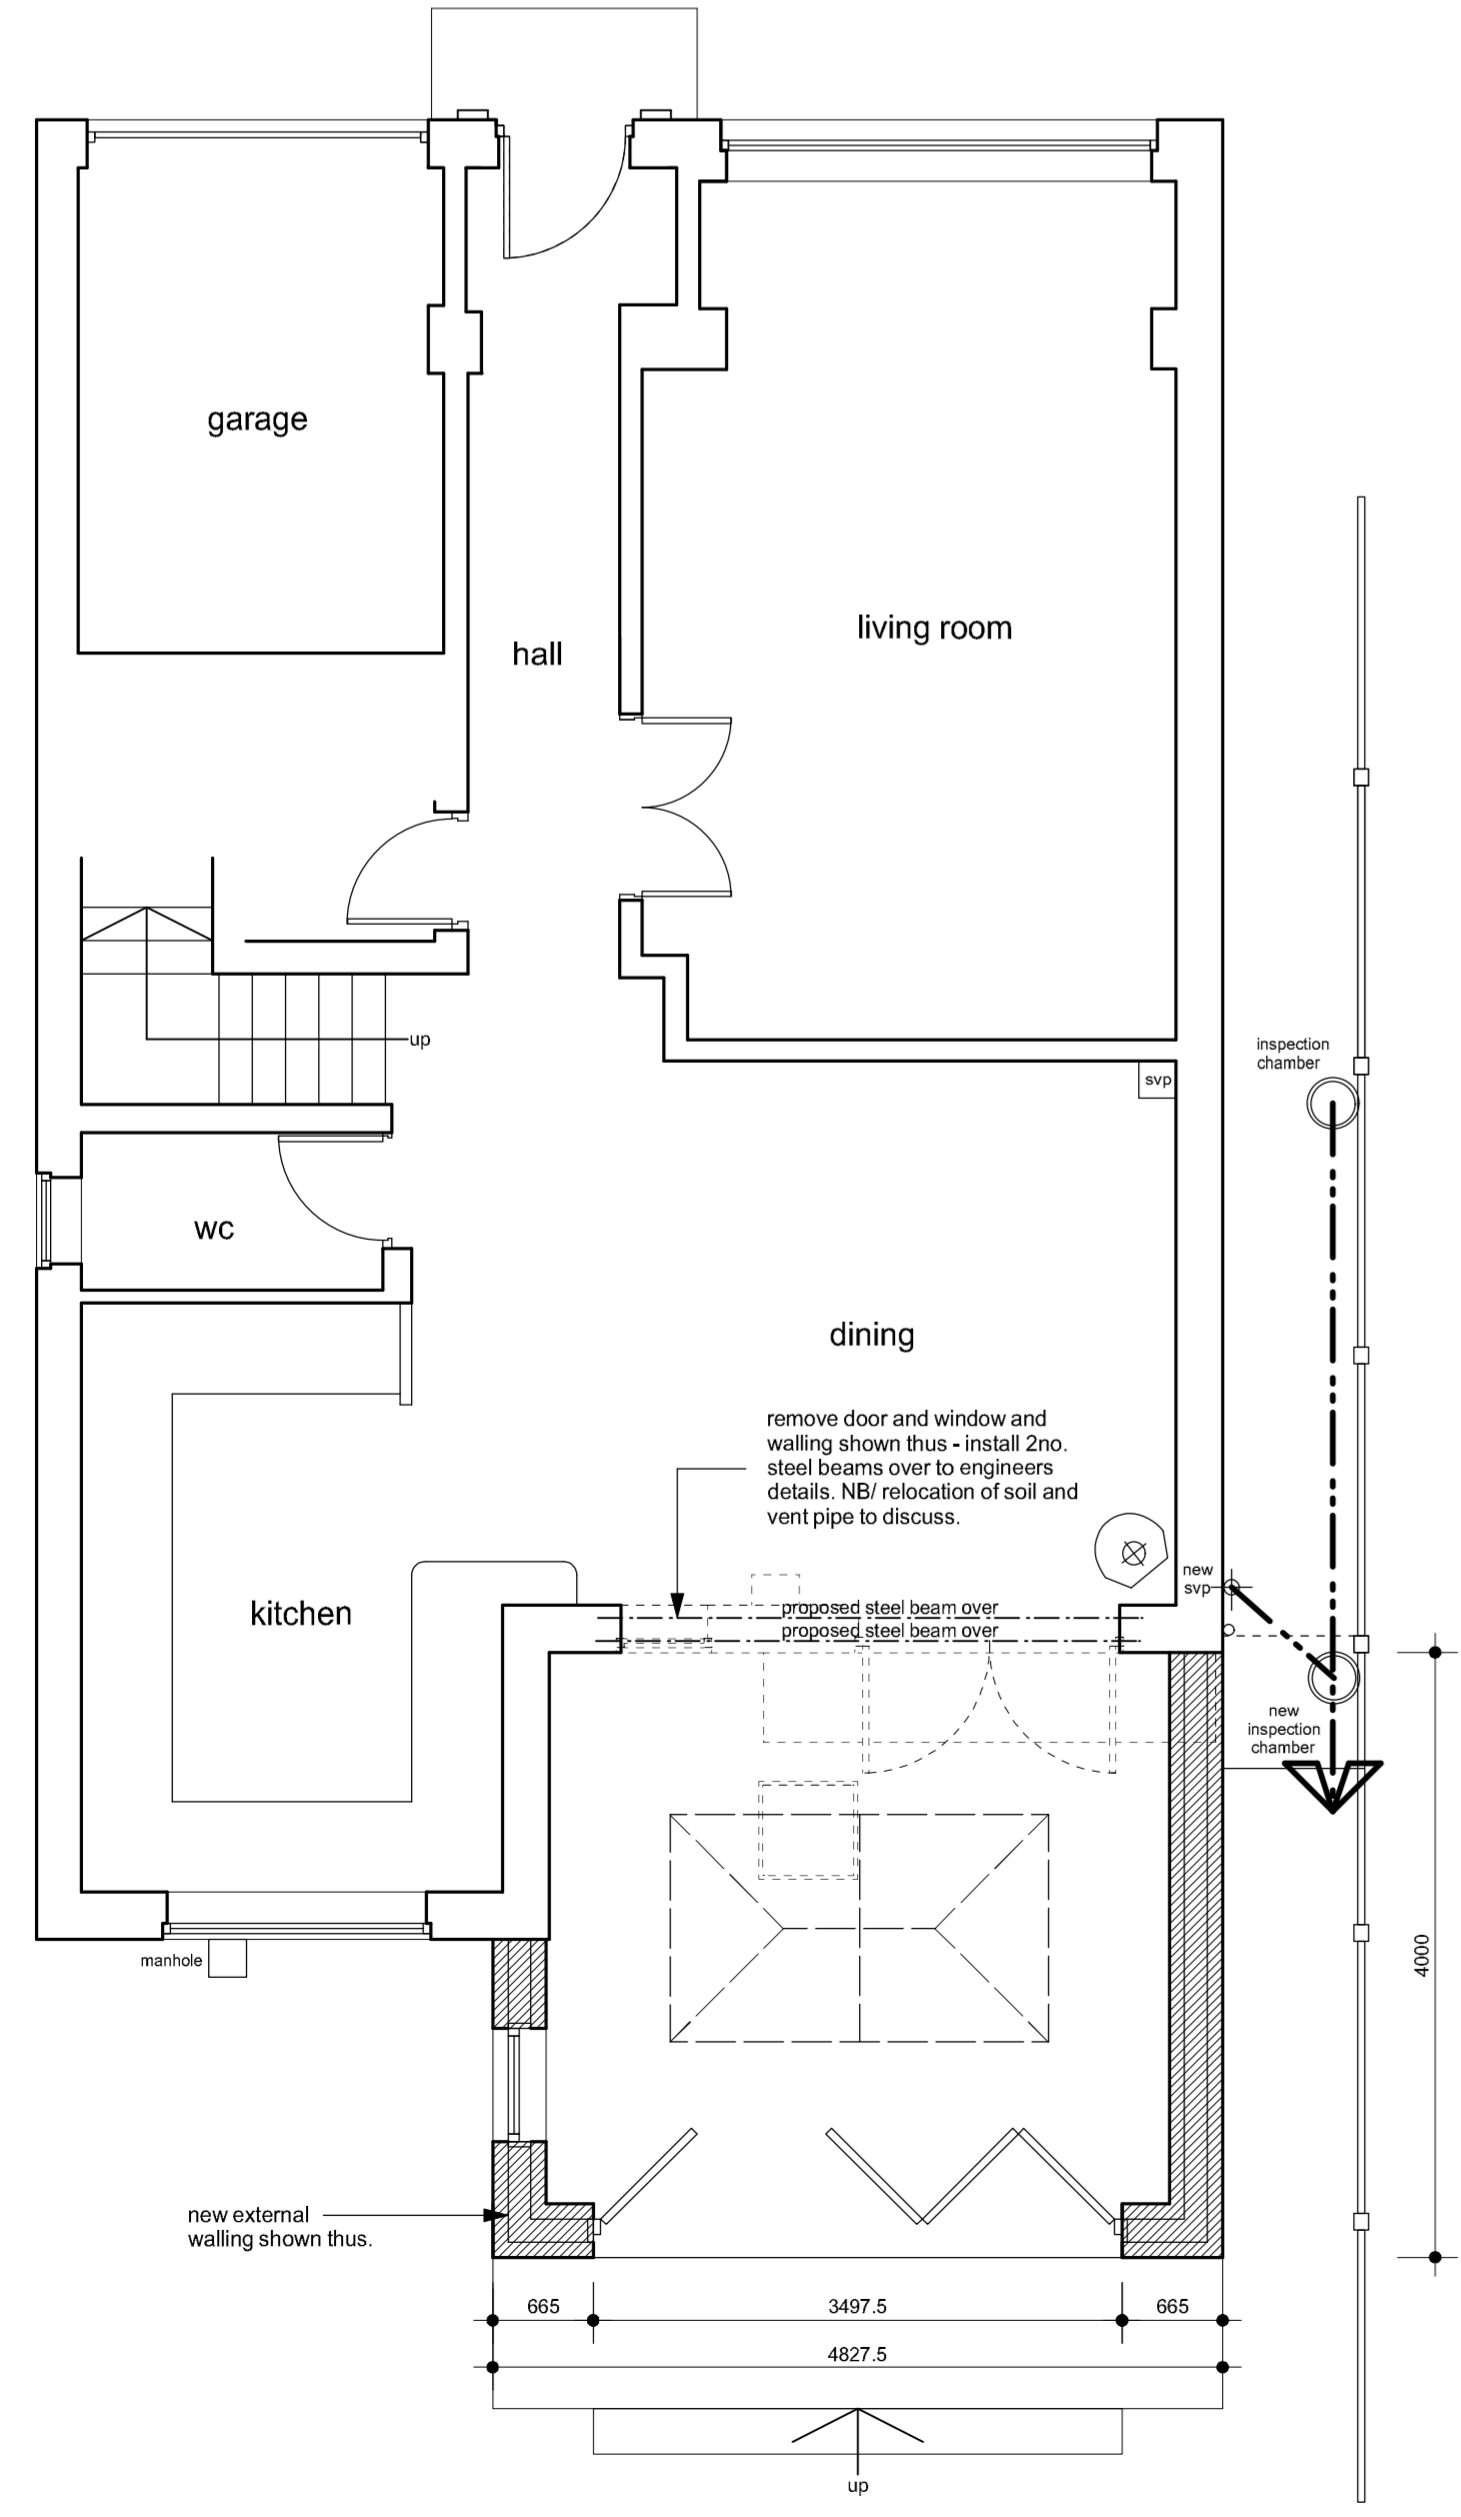 garage
living room
hall
inspection
chamber
up
svp
wc
dining
remove door and window and
walling shown thus - install 2no.
steel beams over to engineers
details. NB/ relocation of soil and
vent pipe to discuss.
new
svp
kitchen
proposed steel beam over
proposed steel beam over
new
inspection
chamber
manhole
4000
new external
walling shown thus.
665
3497.5
665
4827.5
up